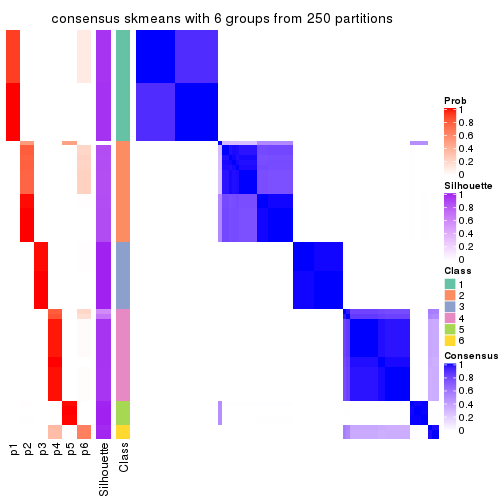 consensus skmeans with 6 groups from 250 partitions
Prob
1
0.8
0.6
0.4
0.2
0
Silhouette
1
0.8
0.6
0.4
0.2
0
Class
1
2
3
4
5
6
Consensus
1
0.8
0.6
0.4
0.2
0
p1
p2
p3
p4
p5
p6
Silhouette
Class